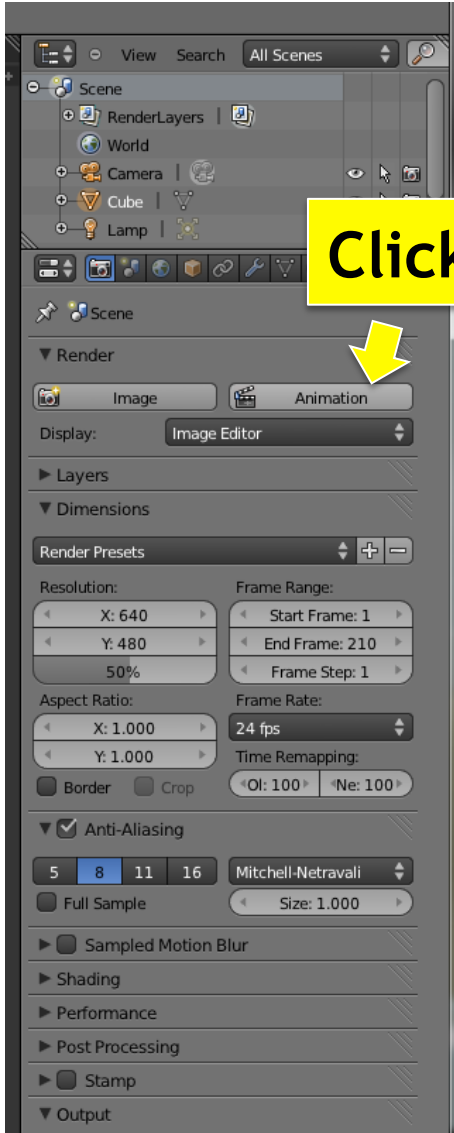 View Search All Scenes
Scene
RenderLayers |
World
Camera |
Cube |
Lamp |
Click
Scene
Render
Image Animation
Display: Image Editor
Layers
Dimensions
Render Presets
Resolution: Frame Range:
X: 640 Start Frame: 1
Y: 480 End Frame: 210
50% Frame Step: 1
Aspect Ratio: Frame Rate:
X: 1.000 24 fps
Y: 1.000 Time Remapping:
Border Crop Ol: 100 Ne: 100
Anti-Aliasing
5 8 11 16 Mitchell-Netravali
Full Sample Size: 1.000
Sampled Motion Blur
Shading
Performance
Post Processing
Stamp
Output